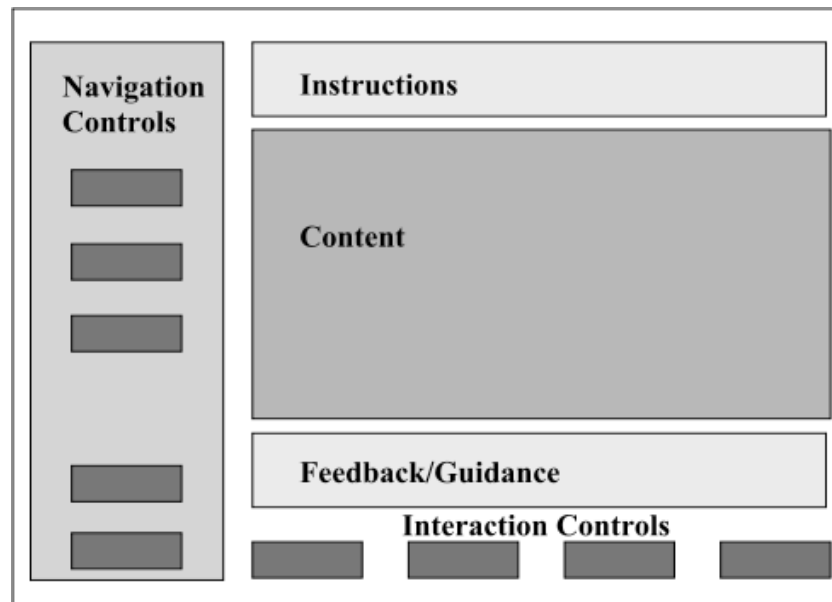 Navigation
Controls
Instructions
Content
Feedback/Guidance
Interaction Controls